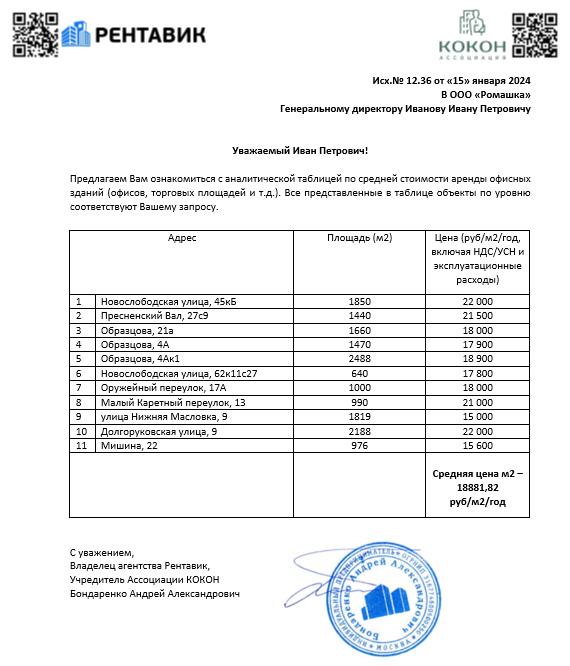 РЕНТАВИК
КОКОН
АССОЦИАЦИЯ
Исх.№ 12.36 от «15» января 2024
В ООО «Ромашка»
Генеральному директору Иванову Ивану Петровичу
Уважаемый Иван Петрович!
Предлагаем Вам ознакомиться с аналитической таблицей по средней стоимости аренды офисных
зданий (офисов, торговых площадей и т.д.). Все представленные в таблице объекты по уровню
соответствуют Вашему запросу.
Адрес Площадь (м2) Цена (руб/м2/год,
включая НДС/УСН и
эксплуатационные
расходы)
1 Новослободская улица, 45кБ 1850 22 000
2 Пресненский Вал, 27с9 1440 21 500
3 Образцова, 21а 1660 18 000
4 Образцова, 4А 1470 17 900
5 Образцова, 4Ак1 2488 18 900
6 Новослободская улица, 62к11с27 640 17 800
7 Оружейный переулок, 17А 1000 18 000
8 Малый Каретный переулок, 13 990 21 000
9 улица Нижняя Масловка, 9 1819 15 000
10 Долгоруковская улица, 9 2188 22 000
11 Мишина, 22 976 15 600
Средняя цена м2 –
18881,82
руб/м2/год
С уважением,
Владелец агентства Рентавик,
Учредитель Ассоциации КОКОН
Бондаренко Андрей Александрович
ИНДИВИДУАЛЬНЫЙ ПРЕДПРИНИМАТЕЛЬ
Бондаренко Андрей Александрович
МОСКВА